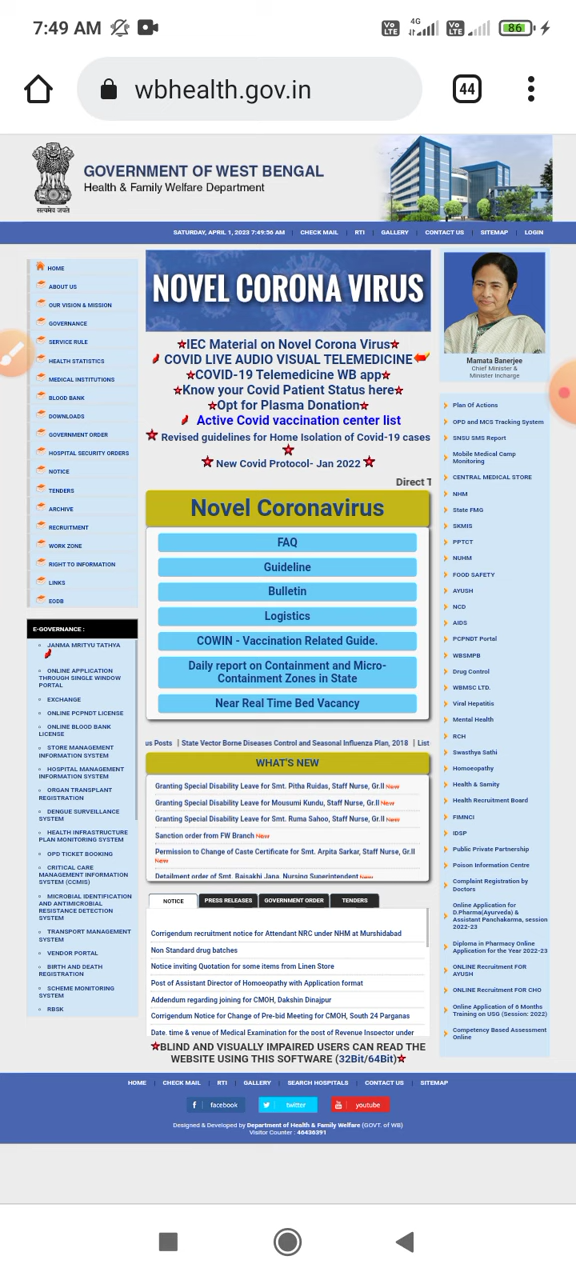 7:49 AM
Vo LTE 4G Vo LTE 86
wbhealth.gov.in
44
GOVERNMENT OF WEST BENGAL
Health & Family Welfare Department
सत्यमेव जयते
SATURDAY, APRIL 1, 2023 7:49:56 AM | CHECK MAIL | RTI | GALLERY | CONTACT US | SITEMAP | LOGIN
HOME
ABOUT US
OUR VISION & MISSION
GOVERNANCE
SERVICE RULE
HEALTH STATISTICS
MEDICAL INSTITUTIONS
BLOOD BANK
DOWNLOADS
GOVERNMENT ORDER
HOSPITAL SECURITY ORDERS
NOTICE
TENDERS
ARCHIVE
RECRUITMENT
WORK ZONE
RIGHT TO INFORMATION
LINKS
EODB
E-GOVERNANCE :
JANMA MRITYU TATHYA
ONLINE APPLICATION
THROUGH SINGLE WINDOW
PORTAL
EXCHANGE
ONLINE PCPNDT LICENSE
ONLINE BLOOD BANK
LICENSE
STORE MANAGEMENT
INFORMATION SYSTEM
HOSPITAL MANAGEMENT
INFORMATION SYSTEM
ORGAN TRANSPLANT
REGISTRATION
DENGUE SURVEILLANCE
SYSTEM
HEALTH INFRASTRUCTURE
PLAN MONITORING SYSTEM
OPD TICKET BOOKING
CRITICAL CARE
MANAGEMENT INFORMATION
SYSTEM (CCMIS)
MICROBIAL IDENTIFICATION
AND ANTIMICROBIAL
RESISTANCE DETECTION
SYSTEM
TRANSPORT MANAGEMENT
SYSTEM
VENDOR PORTAL
BIRTH AND DEATH
REGISTRATION
SCHEME MONITORING
SYSTEM
RBSK
NOVEL CORONA VIRUS
IEC Material on Novel Corona Virus
COVID LIVE AUDIO VISUAL TELEMEDICINE
COVID-19 Telemedicine WB app
Know your Covid Patient Status here
Opt for Plasma Donation
Active Covid vaccination center list
Revised guidelines for Home Isolation of Covid-19 cases
New Covid Protocol- Jan 2022
Direct T
Novel Coronavirus
FAQ
Guideline
Bulletin
Logistics
COWIN - Vaccination Related Guide.
Daily report on Containment and Micro-
Containment Zones in State
Near Real Time Bed Vacancy
us Posts | State Vector Borne Diseases Control and Seasonal Influenza Plan, 2018 | List
WHAT'S NEW
Granting Special Disability Leave for Smt. Pitha Ruidas, Staff Nurse, Gr.II New
Granting Special Disability Leave for Mousumi Kundu, Staff Nurse, Gr.II New
Granting Special Disability Leave for Smt. Ruma Sahoo, Staff Nurse, Gr.II New
Sanction order from FW Branch New
Permission to Change of Caste Certificate for Smt. Arpita Sarkar, Staff Nurse, Gr.II
New
Detailment order of Smt. Baisakhi Jana, Nursing Superintendent New
NOTICE PRESS RELEASES GOVERNMENT ORDER TENDERS
Corrigendum recruitment notice for Attendant NRC under NHM at Murshidabad
Non Standard drug batches
Notice inviting Quotation for some items from Linen Store
Post of Assistant Director of Homoeopathy with Application format
Addendum regarding joining for CMOH, Dakshin Dinajpur
Corrigendum Notice for Change of Pre-bid Meeting for CMOH, South 24 Parganas
Date, time & venue of Medical Examination for the post of Revenue Inspector under
BLIND AND VISUALLY IMPAIRED USERS CAN READ THE
WEBSITE USING THIS SOFTWARE (32Bit/64Bit)
Mamata Banerjee
Chief Minister &
Minister Incharge
Plan Of Actions
OPD and MCS Tracking System
SNSU SMS Report
Mobile Medical Camp
Monitoring
CENTRAL MEDICAL STORE
NHM
State FMG
SKMIS
PPTCT
NUHM
FOOD SAFETY
AYUSH
NCD
AIDS
PCPNDT Portal
WBSMPB
Drug Control
WBMSC LTD.
Viral Hepatitis
Mental Health
RCH
Swasthya Sathi
Homoeopathy
Health & Samity
Health Recruitment Board
FIMNCI
IDSP
Public Private Partnership
Poison Information Centre
Complaint Registration by
Doctors
Online Application for
D.Pharma(Ayurveda) &
Assistant Panchakarma, session
2022-23
Diploma in Pharmacy Online
Application for the Year 2022-23
ONLINE Recruitment FOR
AYUSH
ONLINE Recruitment FOR CHO
Online Application of 6 Months
Training on USG (Session: 2022)
Competency Based Assessment
Online
HOME | CHECK MAIL | RTI | GALLERY | SEARCH HOSPITALS | CONTACT US | SITEMAP
facebook twitter You Tube youtube
Designed & Developed by Department of Health & Family Welfare (GOVT. of WB)
Visitor Counter : 46436391